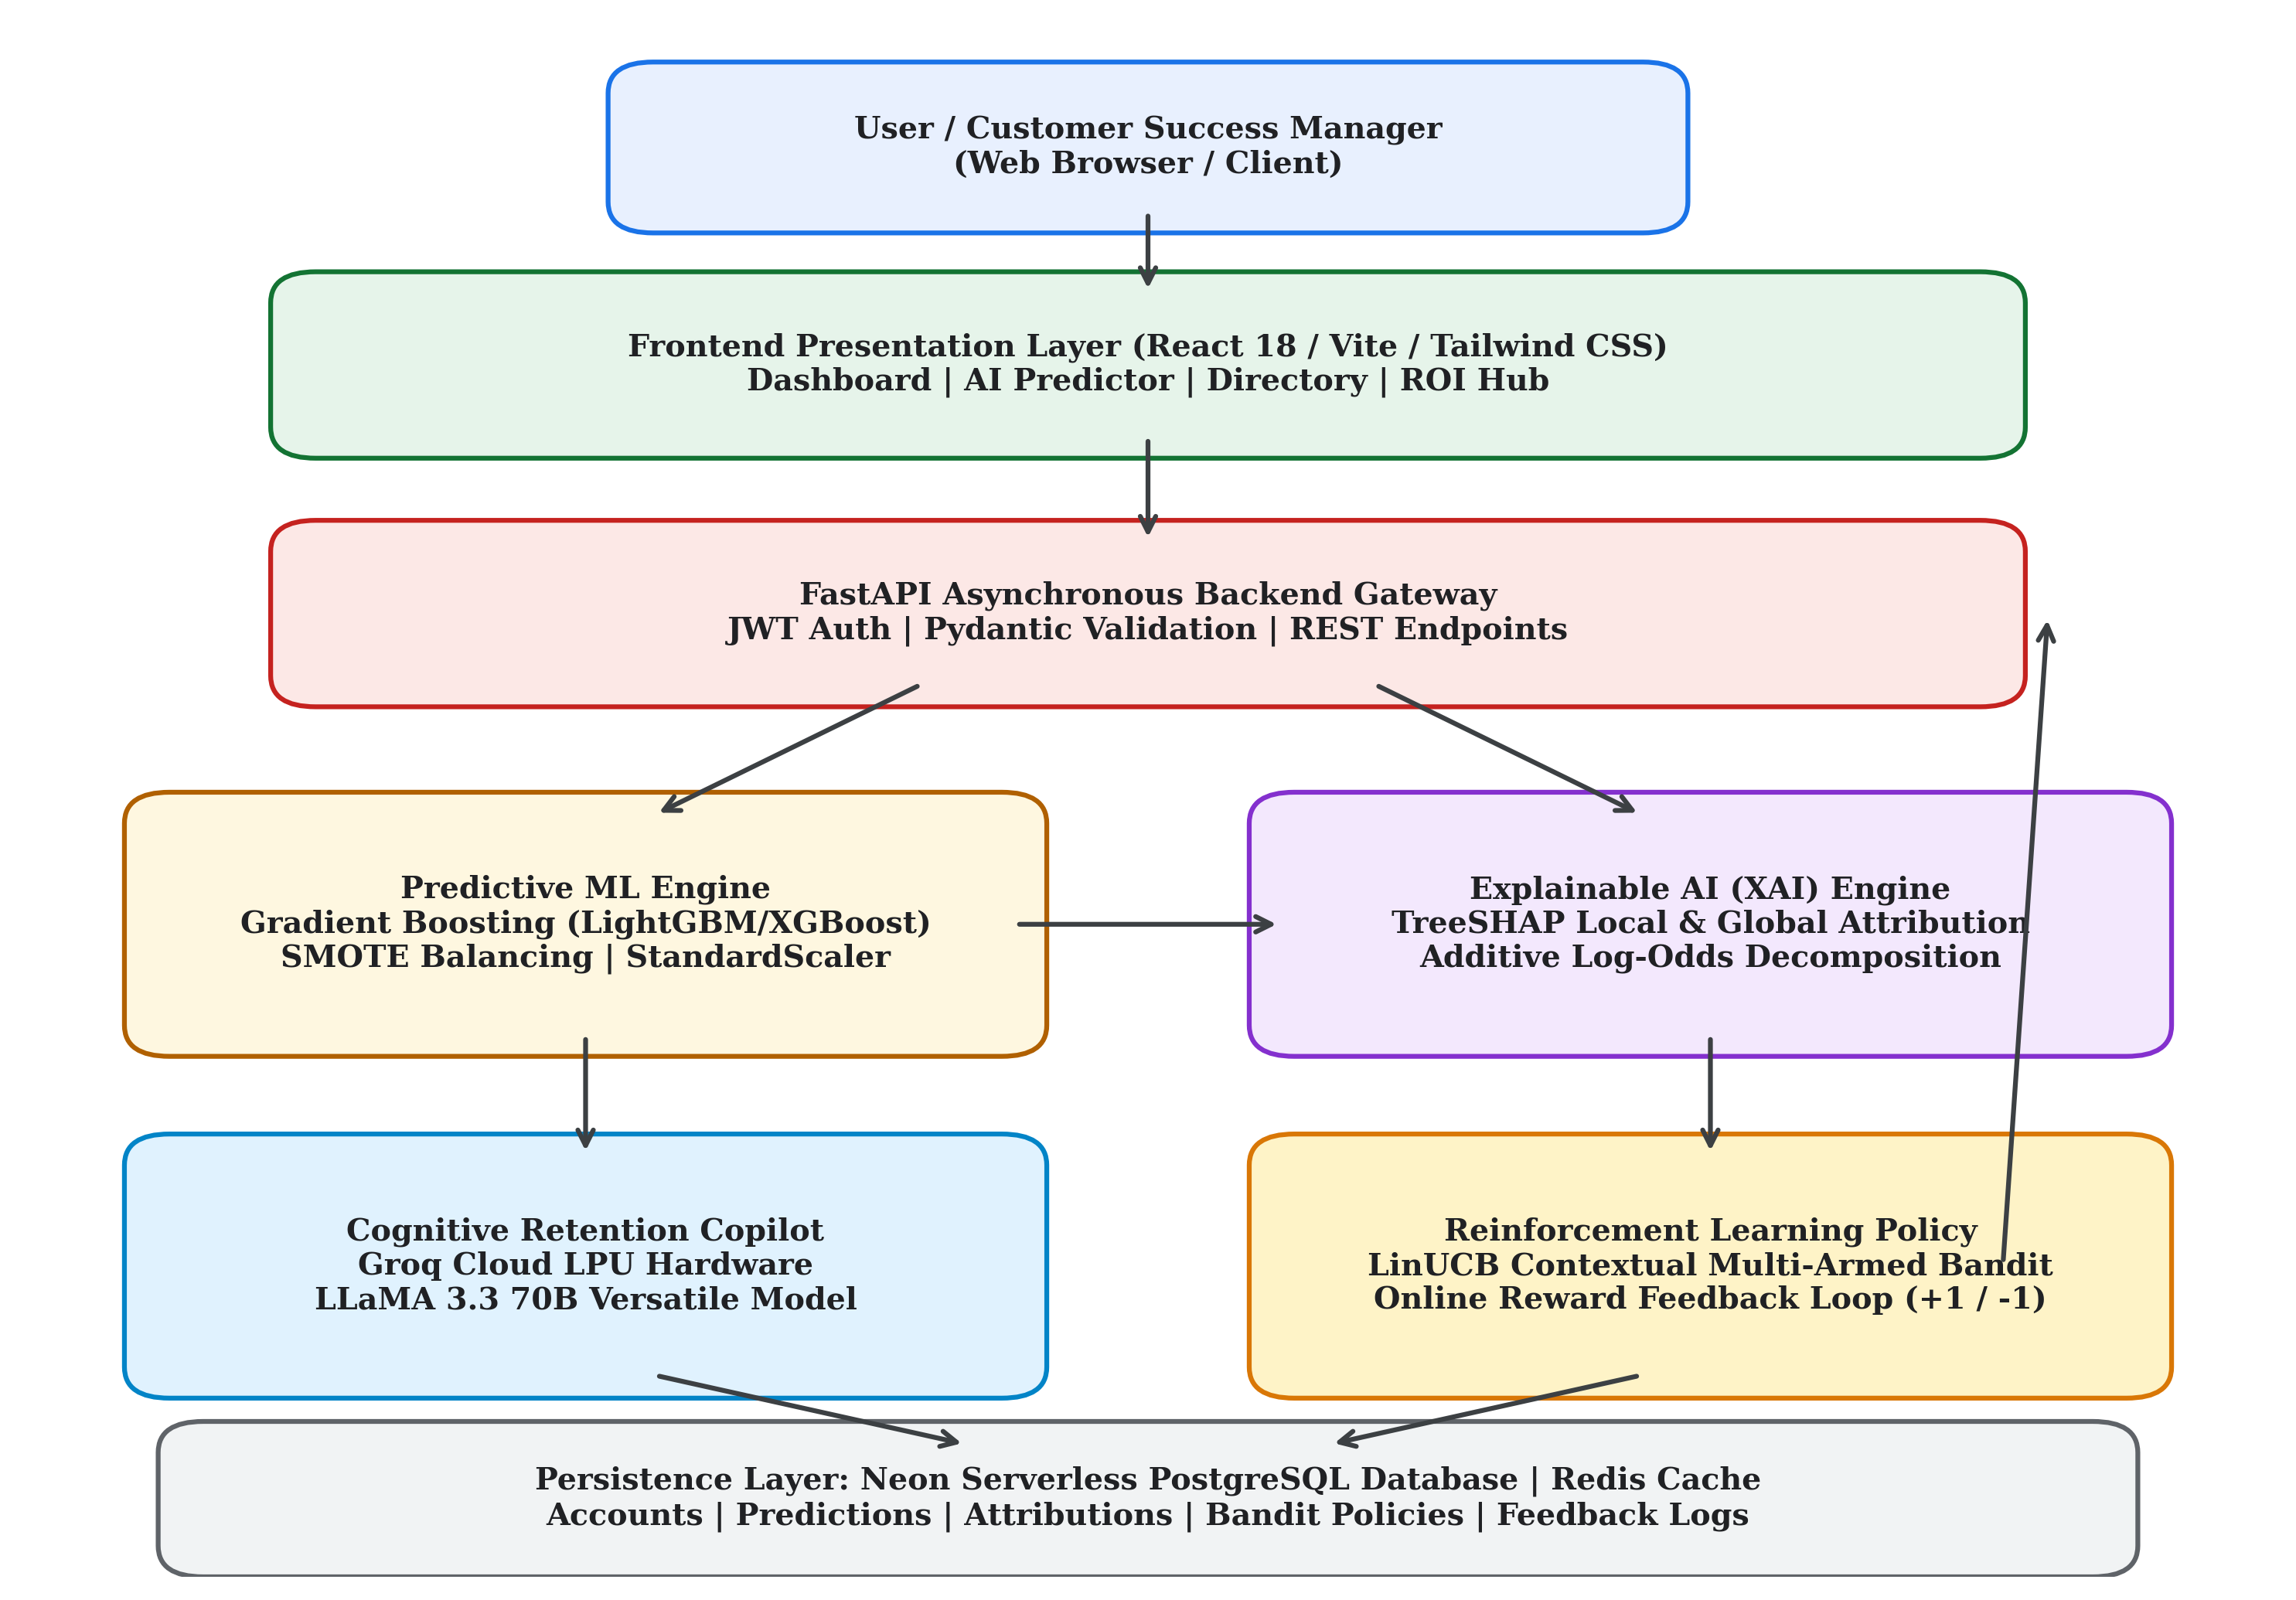 User / Customer Success Manager
(Web Browser / Client)
Frontend Presentation Layer (React 18 / Vite / Tailwind CSS)
Dashboard | AI Predictor | Directory | ROI Hub
FastAPI Asynchronous Backend Gateway
JWT Auth | Pydantic Validation | REST Endpoints
Predictive ML Engine
Gradient Boosting (LightGBM/XGBoost)
SMOTE Balancing | StandardScaler
Explainable AI (XAI) Engine
TreeSHAP Local & Global Attribution
Additive Log-Odds Decomposition
Cognitive Retention Copilot
Groq Cloud LPU Hardware
LLaMA 3.3 70B Versatile Model
Reinforcement Learning Policy
LinUCB Contextual Multi-Armed Bandit
Online Reward Feedback Loop (+1 / -1)
Persistence Layer: Neon Serverless PostgreSQL Database | Redis Cache
Accounts | Predictions | Attributions | Bandit Policies | Feedback Logs